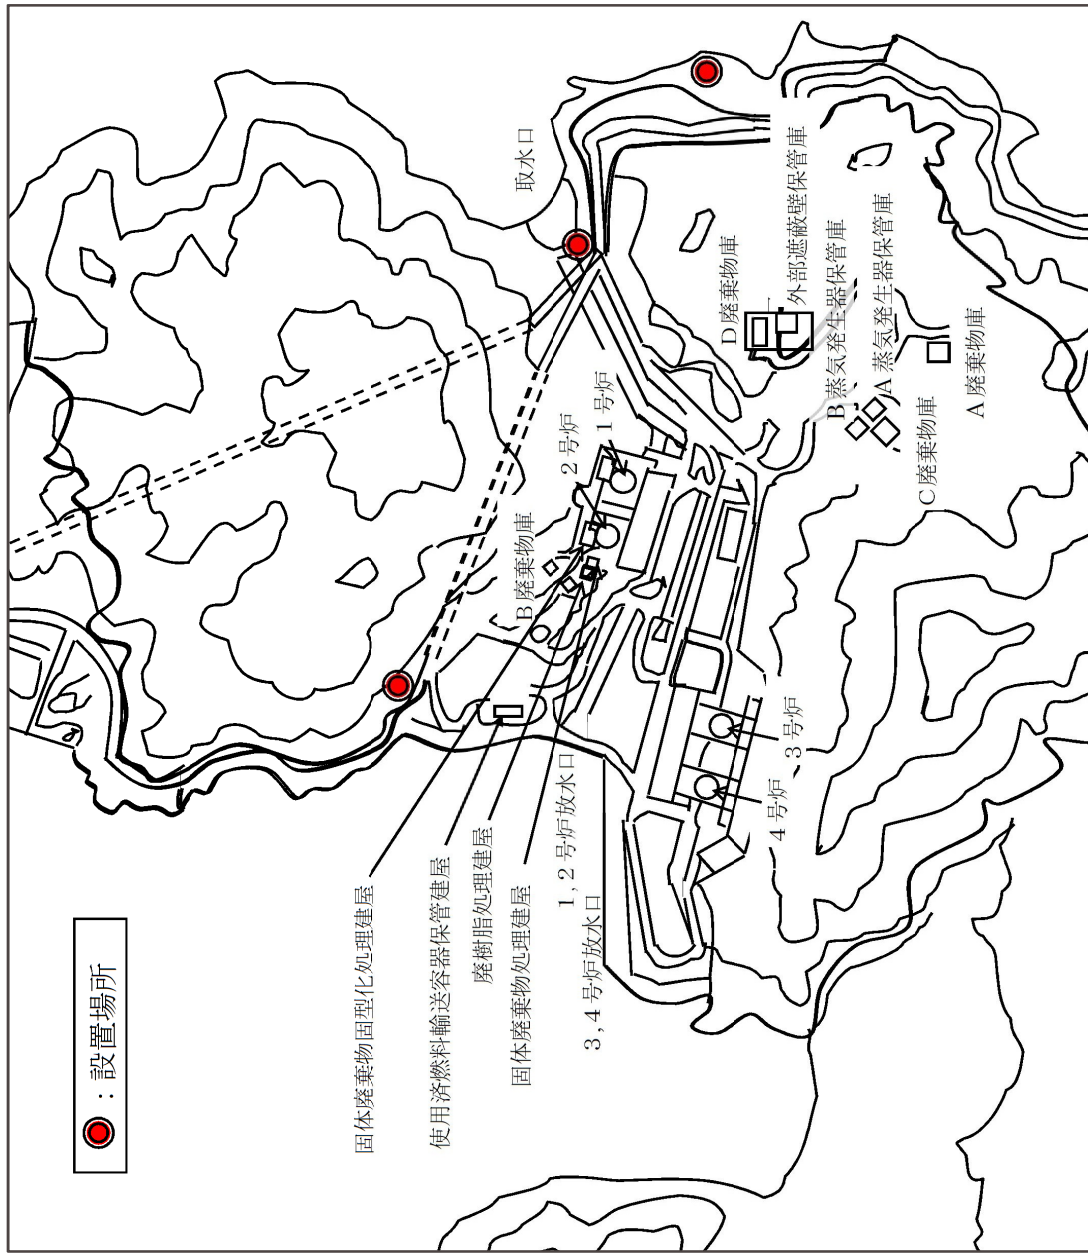 ：設置場所
固体廃棄物固型化処理建屋
使用済燃料輸送容器保管建屋
廃樹脂処理建屋
固体廃棄物処理建屋
1,2号炉放水口
3,4号炉放水口
B廃棄物庫
2号炉
1号炉
4号炉
3号炉
取水口
D廃棄物庫
外部遮蔽壁保管庫
B蒸気発生器保管庫
A蒸気発生器保管庫
C廃棄物庫
A廃棄物庫